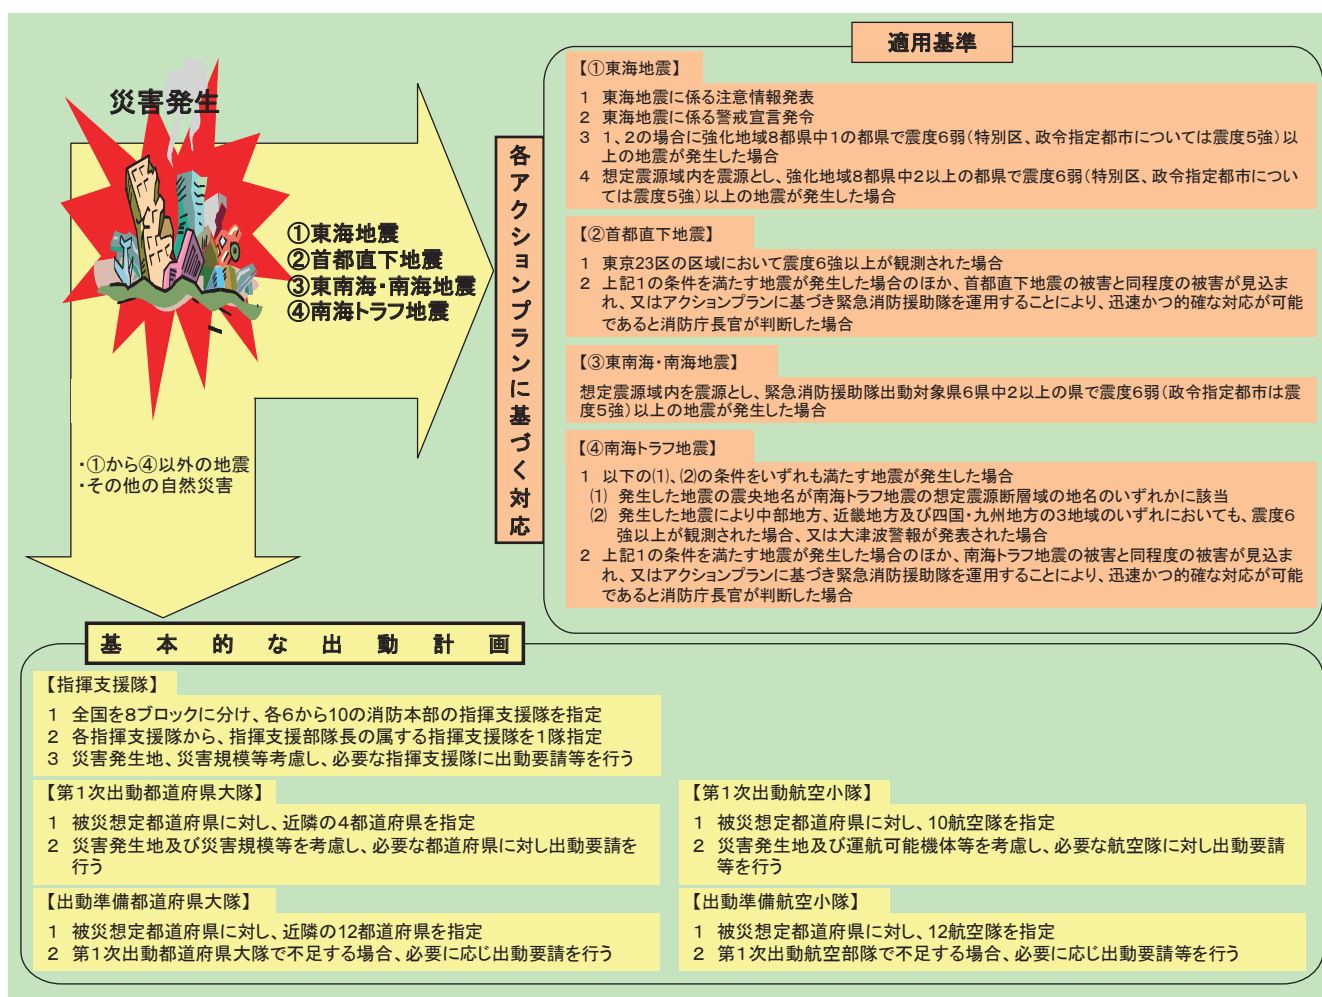 災害発生
①東海地震
②首都直下地震
③東南海・南海地震
④南海トラフ地震
・①から④以外の地震
・その他の自然災害
各アクションプランに基づく対応
適用基準
【①東海地震】
1 東海地震に係る注意情報発表
2 東海地震に係る警戒宣言発令
3 1、2の場合に強化地域8都県中1の都県で震度6弱(特別区、政令指定都市については震度5強)以
上の地震が発生した場合
4 想定震源域内を震源とし、強化地域8都県中2以上の都県で震度6弱(特別区、政令指定都市につい
ては震度5強)以上の地震が発生した場合
【②首都直下地震】
1 東京23区の区域において震度6強以上が観測された場合
2 上記1の条件を満たす地震が発生した場合のほか、首都直下地震の被害と同程度の被害が見込ま
れ、又はアクションプランに基づき緊急消防援助隊を運用することにより、迅速かつ的確な対応が可能
であると消防庁長官が判断した場合
【③東南海・南海地震】
想定震源域内を震源とし、緊急消防援助隊出動対象県6県中2以上の県で震度6弱(政令指定都市は震
度5強)以上の地震が発生した場合
【④南海トラフ地震】
1 以下の⑴、⑵の条件をいずれも満たす地震が発生した場合
⑴ 発生した地震の震央地名が南海トラフ地震の想定震源断層域の地名のいずれかに該当
⑵ 発生した地震により中部地方、近畿地方及び四国・九州地方の3地域のいずれにおいても、震度6
強以上が観測された場合、又は大津波警報が発表された場合
2 上記1の条件を満たす地震が発生した場合のほか、南海トラフ地震の被害と同程度の被害が見込ま
れ、又はアクションプランに基づき緊急消防援助隊を運用することにより、迅速かつ的確な対応が可能
であると消防庁長官が判断した場合
基本的な出動計画
【指揮支援隊】
1 全国を8ブロックに分け、各6から10の消防本部の指揮支援隊を指定
2 各指揮支援隊から、指揮支援部隊長の属する指揮支援隊を1隊指定
3 災害発生地、災害規模等考慮し、必要な指揮支援隊に出動要請等を行う
【第1次出動都道府県大隊】
1 被災想定都道府県に対し、近隣の4都道府県を指定
2 災害発生地及び災害規模等を考慮し、必要な都道府県に対し出動要請を
行う
【出動準備都道府県大隊】
1 被災想定都道府県に対し、近隣の12都道府県を指定
2 第1次出動都道府県大隊で不足する場合、必要に応じ出動要請を行う
【第1次出動航空小隊】
1 被災想定都道府県に対し、10航空隊を指定
2 災害発生地及び運航可能機体等を考慮し、必要な航空隊に対し出動要請
等を行う
【出動準備航空小隊】
1 被災想定都道府県に対し、12航空隊を指定
2 第1次出動航空部隊で不足する場合、必要に応じ出動要請等を行う